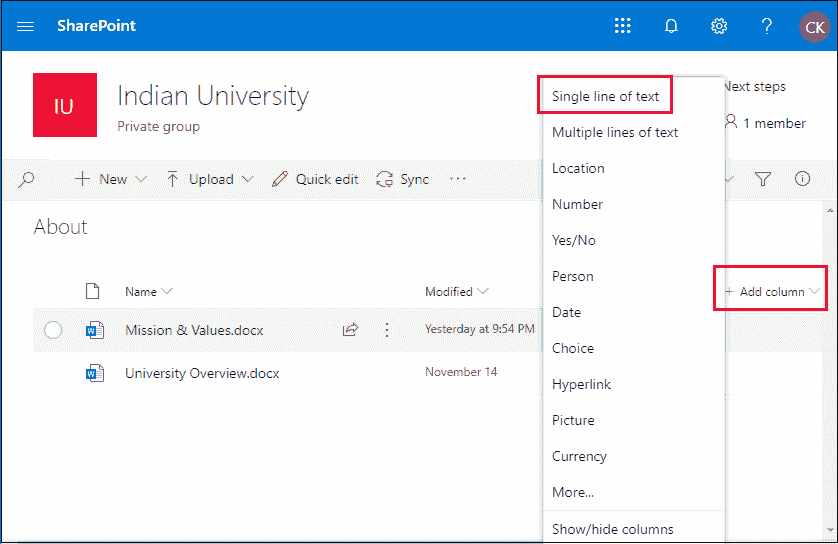 SharePoint
?
CK
IU
Indian University
Private group
Next steps
1 member
New
Upload
Quick edit
Sync
...
About
Name
Modified
+ Add column
Mission & Values.docx
Yesterday at 9:54 PM
University Overview.docx
November 14
Single line of text
Multiple lines of text
Location
Number
Yes/No
Person
Date
Choice
Hyperlink
Picture
Currency
More...
Show/hide columns